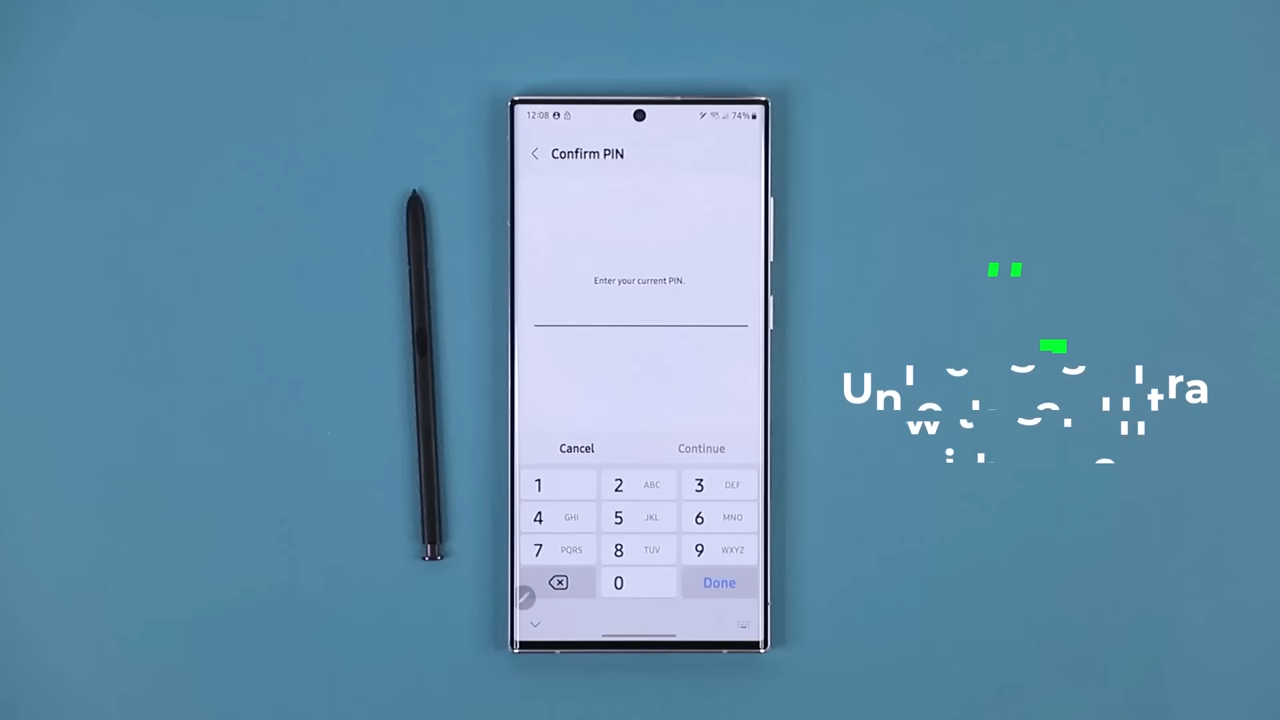 12:08
74%
Confirm PIN
Enter your current PIN.
Cancel Continue
1 2 ABC 3 DEF
4 GHI 5 JKL 6 MNO
7 PQRS 8 TUV 9 WXYZ
0 Done